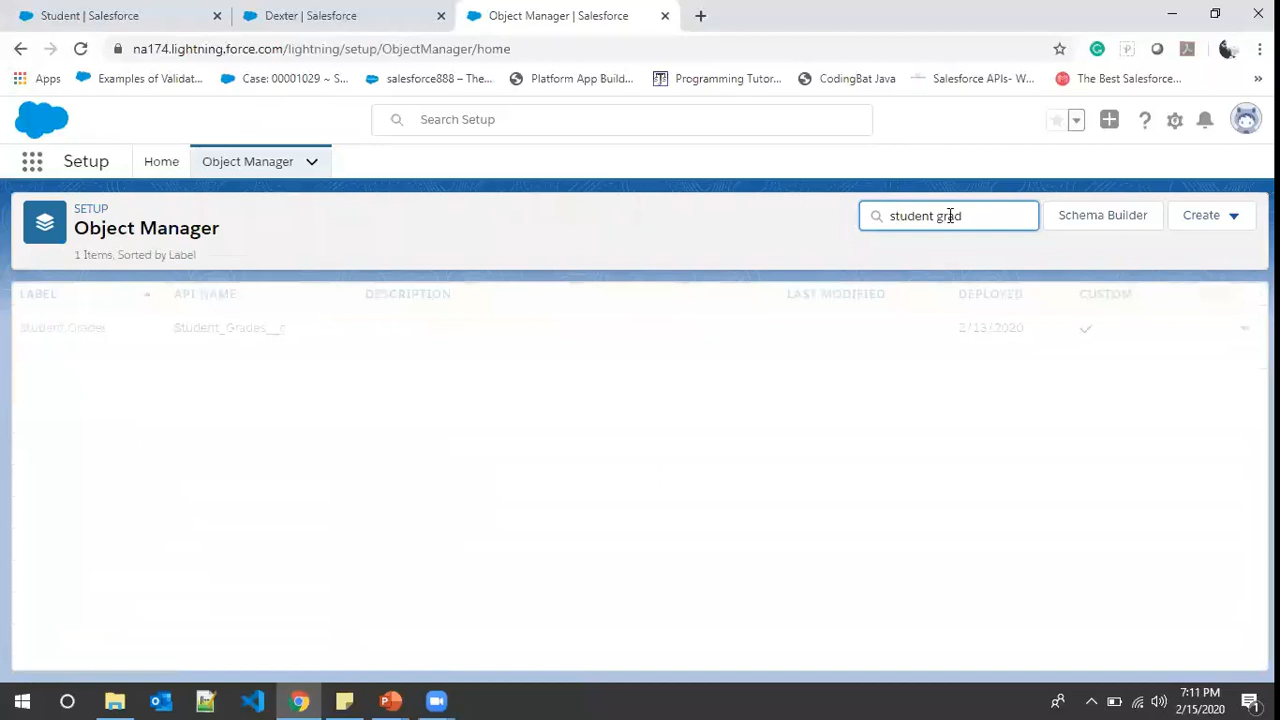 Student | Salesforce
Dexter | Salesforce
Object Manager | Salesforce
na174.lightning.force.com/lightning/setup/ObjectManager/home
Apps
Examples of Validat...
Case: 00001029 ~ S...
salesforce888 – The...
Platform App Build...
Programming Tutor...
CodingBat Java
Salesforce APIs- W...
The Best Salesforce...
Search Setup
Setup
Home
Object Manager
SETUP
Object Manager
1 Items, Sorted by Label
student grad
Schema Builder
Create
LABEL
API NAME
DESCRIPTION
LAST MODIFIED
DEPLOYED
CUSTOM
Student Grades
Student_Grades__c
2/13/2020
7:11 PM
2/15/2020
1